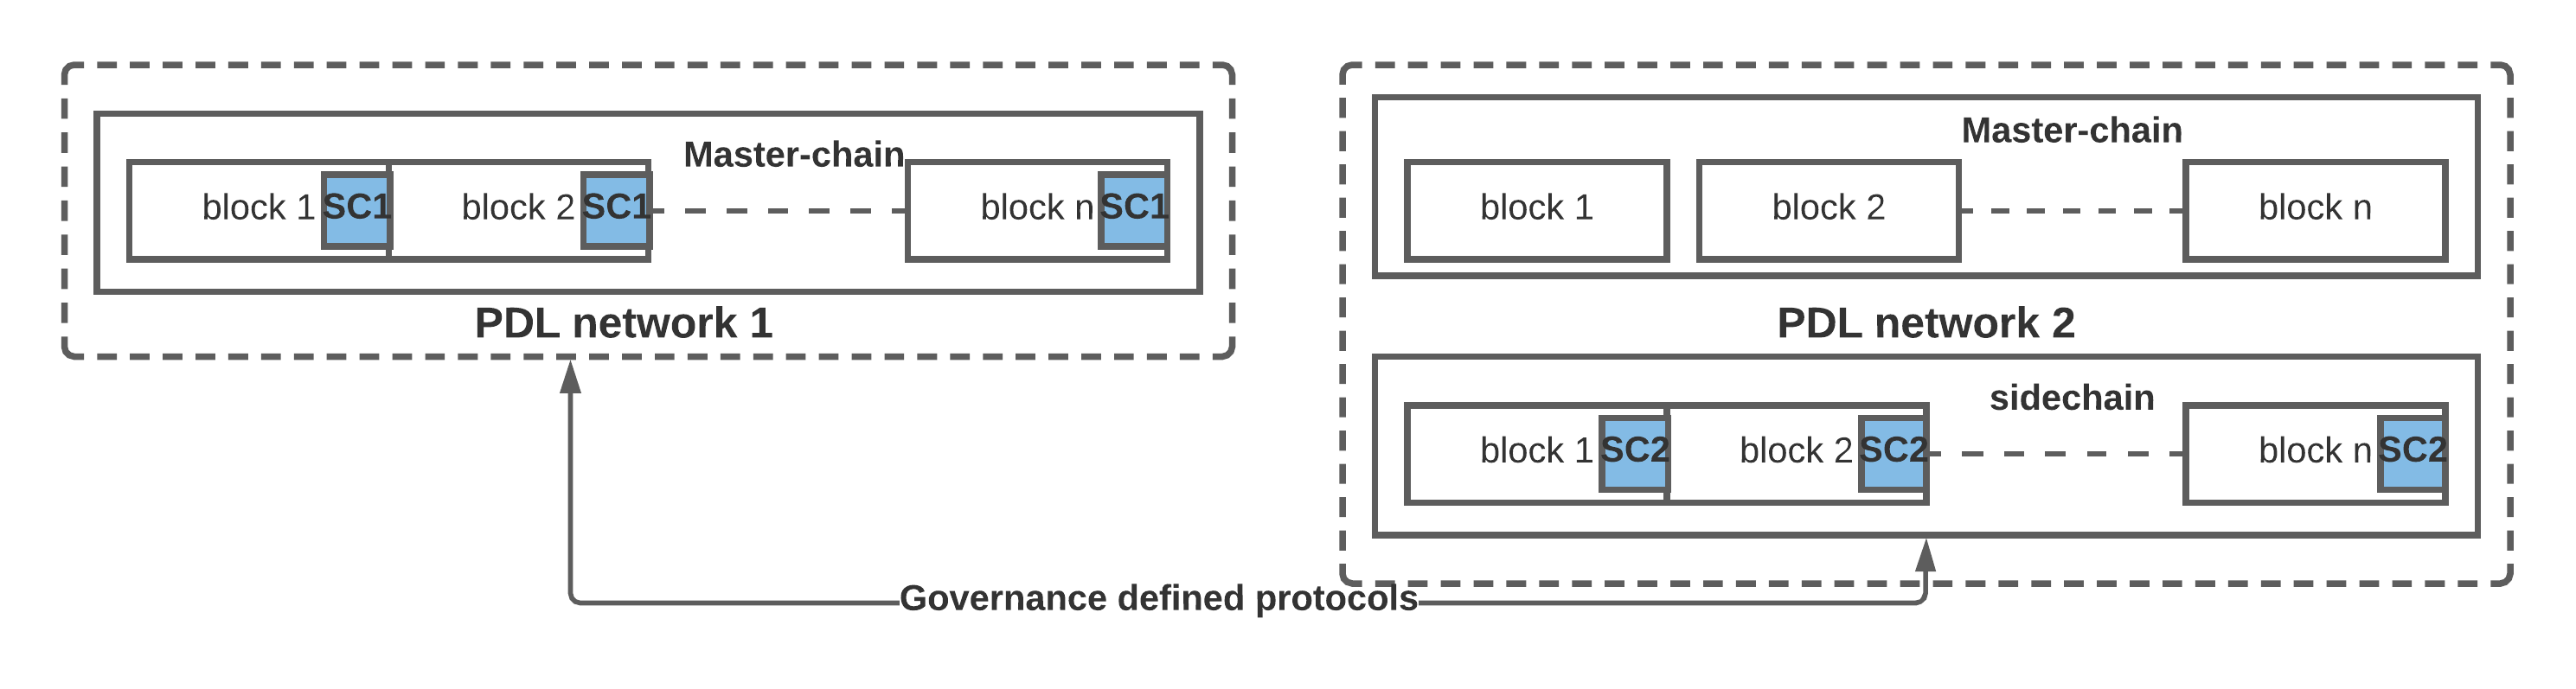 Master-chain
block 1 SC1 block 2 SC1 block n SC1
PDL network 1
Master-chain
block 1 block 2 block n
PDL network 2
sidechain
block 1 SC2 block 2 SC2 block n SC2
Governance defined protocols